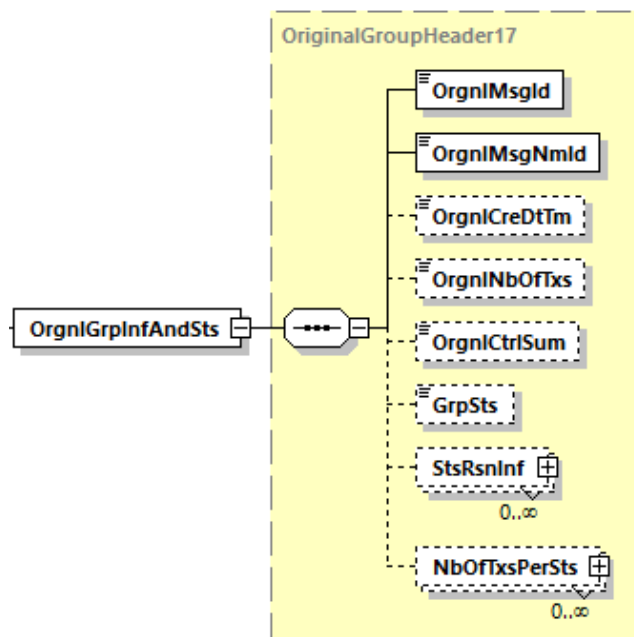 OriginalGroupHeader17
OrgnlMsgId
OrgnlMsgNmId
OrgnlCreDtTm
OrgnlNbOfTxs
OrgnlGrpInfAndSts
OrgnlCtrlSum
GrpSts
StsRsnInf
0..∞
NbOfTxsPerSts
0..∞